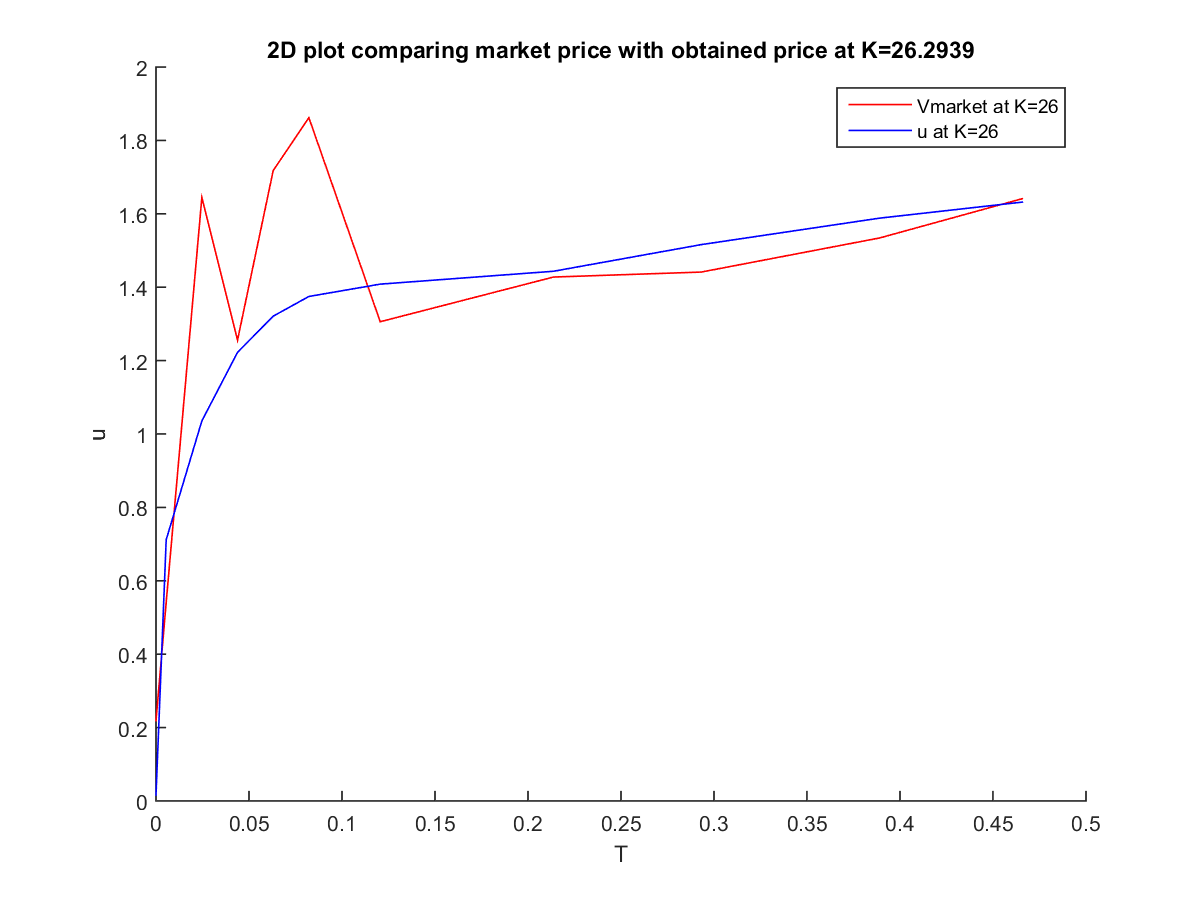 2D plot comparing market price with obtained price at K=26.2939
Vmarket at K=26
u at K=26
2
1.8
1.6
1.4
1.2
1
0.8
0.6
0.4
0.2
0
u
0 0.05 0.1 0.15 0.2 0.25 0.3 0.35 0.4 0.45 0.5
T